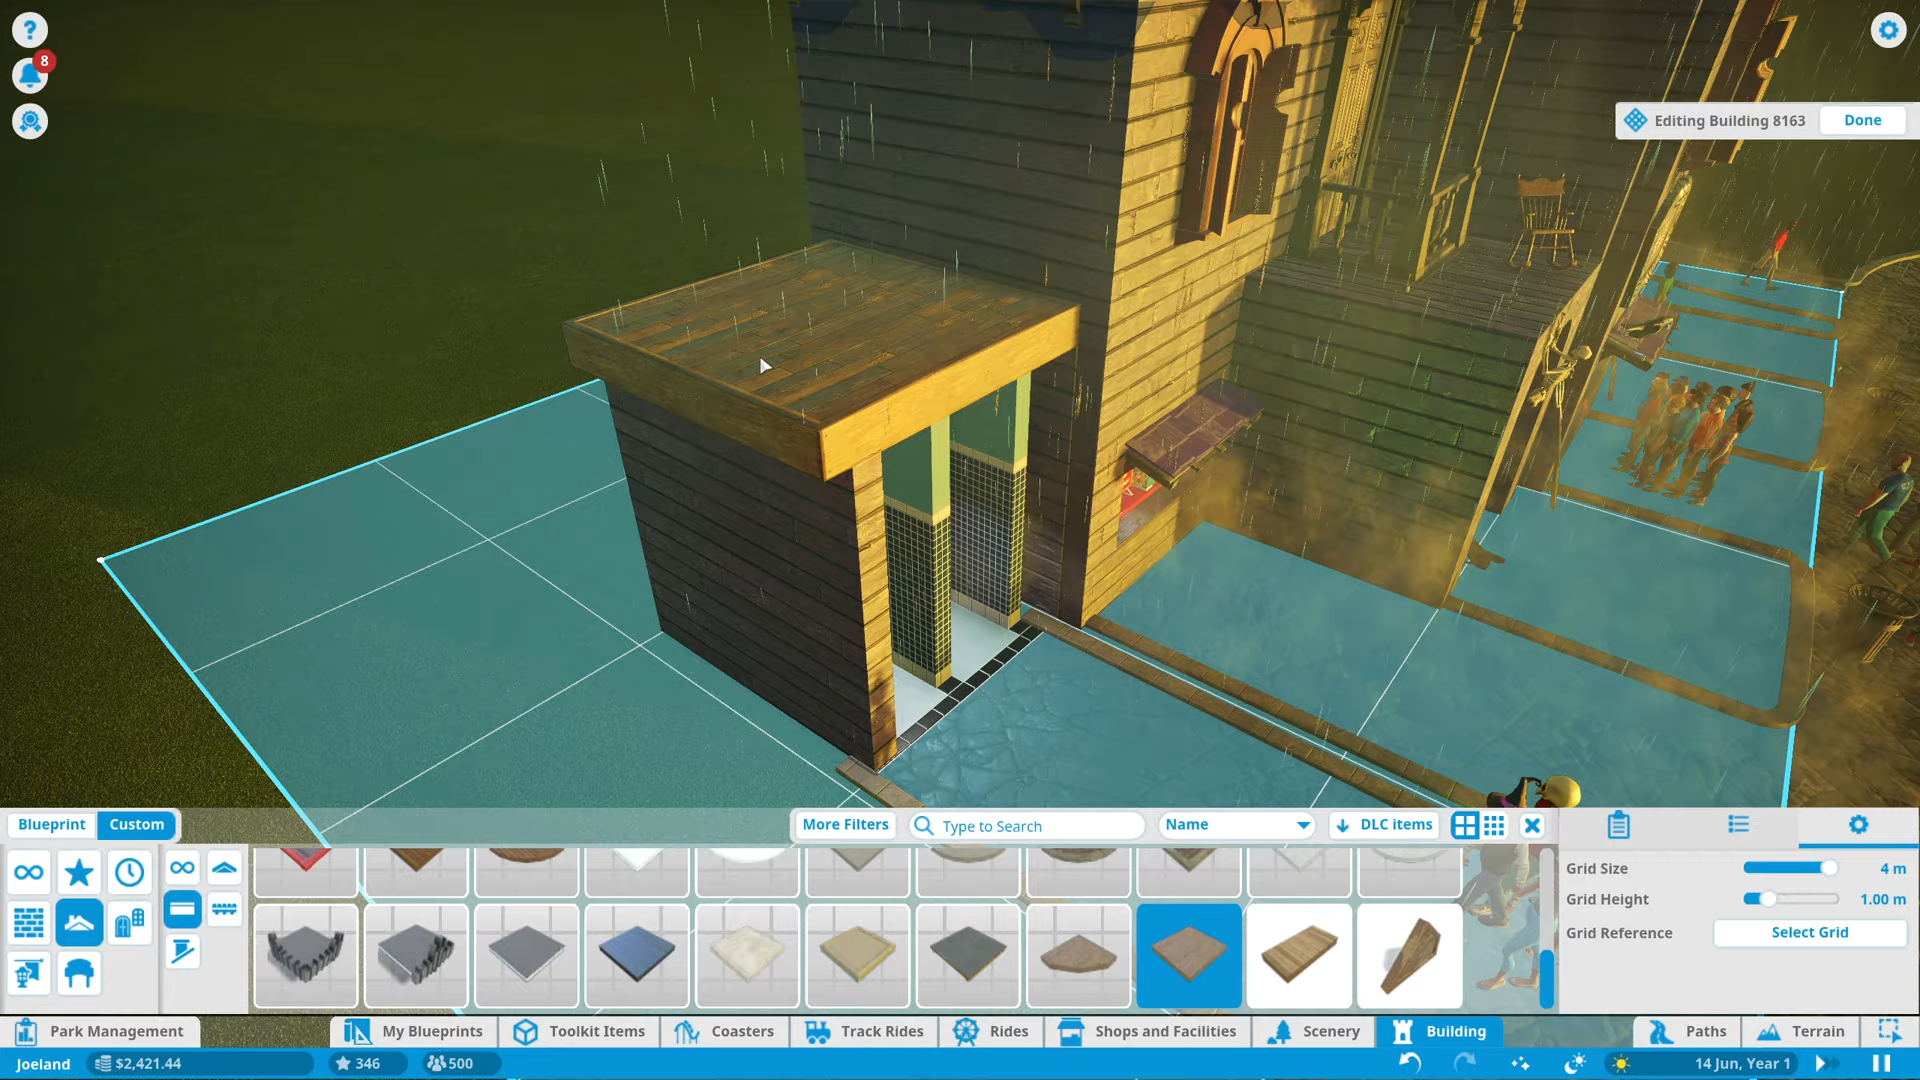 ?
8
Editing Building 8163
Done
Blueprint
Custom
More Filters
Type to Search
Name
DLC items
Grid Size
4 m
Grid Height
1.00 m
Grid Reference
Select Grid
Park Management
My Blueprints
Toolkit Items
Coasters
Track Rides
Rides
Shops and Facilities
Scenery
Building
Paths
Terrain
Joeland
$2,421.44
346
500
14 Jun, Year 1